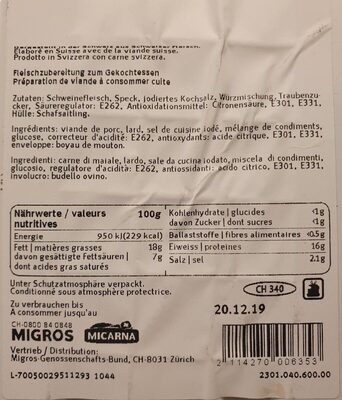 Elaboré en Suisse avec de la viande suisse.
Prodotto in Svizzera con carne svizzera.
Fleischzubereitung zum Gekochtessen
Préparation de viande à consommer cuite
Zutaten: Schweinefleisch, Speck, jodiertes Kochsalz, Würzmischung, Traubenzu-
cker, Säureregulator: E262, Antioxidationsmittel: Citronensäure, E301, E331,
Hülle: Schafsaitling.
Ingrédients: viande de porc, lard, sel de cuisine iodé, mélange de condiments,
glucose, correcteur d'acidité: E262, antioxydants: acide citrique, E301, E331,
enveloppe: boyau de mouton.
Ingredienti: carne di maiale, lardo, sale da cucina iodato, miscela di condimenti,
glucosio, regolatore d'acidità: E262, antiossidanti: acido citrico, E301, E331,
involucro: budello ovino.
Nährwerte / valeurs nutritives 100g
Energie 950 kJ (229 kcal)
Fett | matières grasses 18g
davon gesättigte Fettsäuren | 7g
dont acides gras saturés
Kohlenhydrate | glucides <1g
davon Zucker | dont sucres <1g
Ballaststoffe | fibres alimentaires <0.5g
Eiweiss | proteines 16g
Salz | sel 2.1g
Unter Schutzatmosphäre verpackt.
Conditionné sous atmosphère protectrice.
CH 340
Zu verbrauchen bis
A consommer jusqu'au
20.12.19
CH-0800 84 0848
MIGROS MICARNA
Vertrieb / Distribution:
Migros-Genossenschafts-Bund, CH-8031 Zürich
2 114270 006353
L-70050029511293 1044
2301.040.600.00